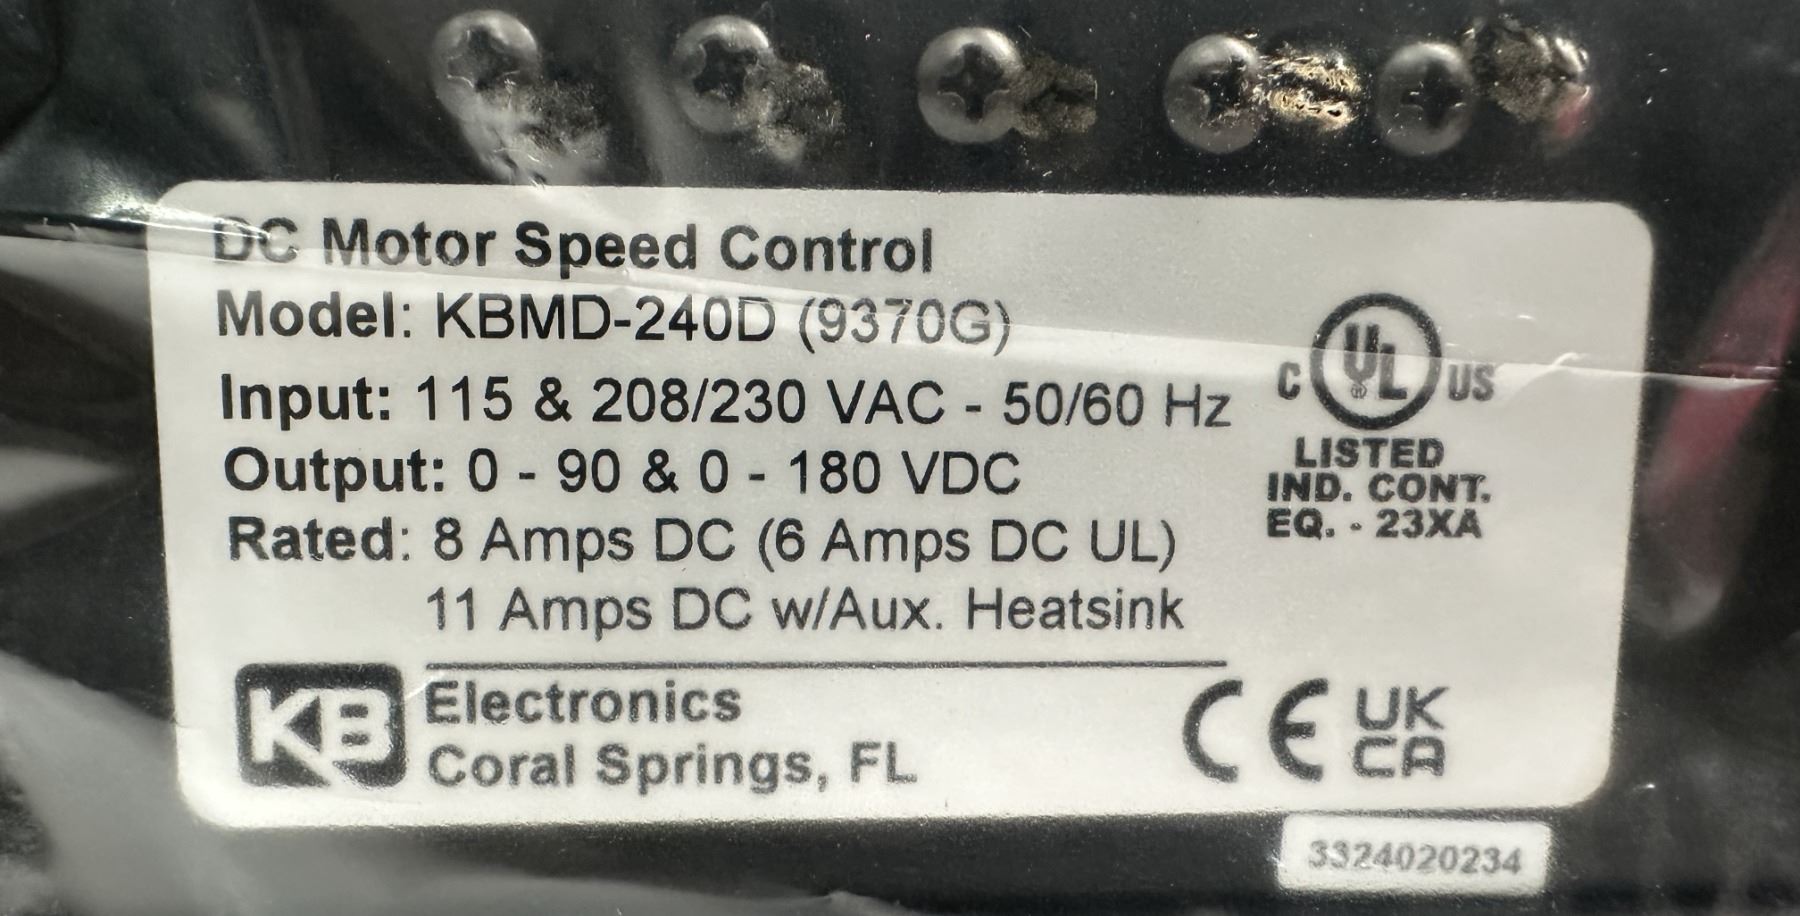 DC Motor Speed Control
Model: KBMD-240D (9370G)
Input: 115 & 208/230 VAC - 50/60 Hz
Output: 0 - 90 & 0 - 180 VDC
Rated: 8 Amps DC (6 Amps DC UL)
11 Amps DC w/Aux. Heatsink
C UL US
LISTED
IND. CONT.
EQ. - 23XA
KB Electronics
Coral Springs, FL
CE UK
CA
3324020234